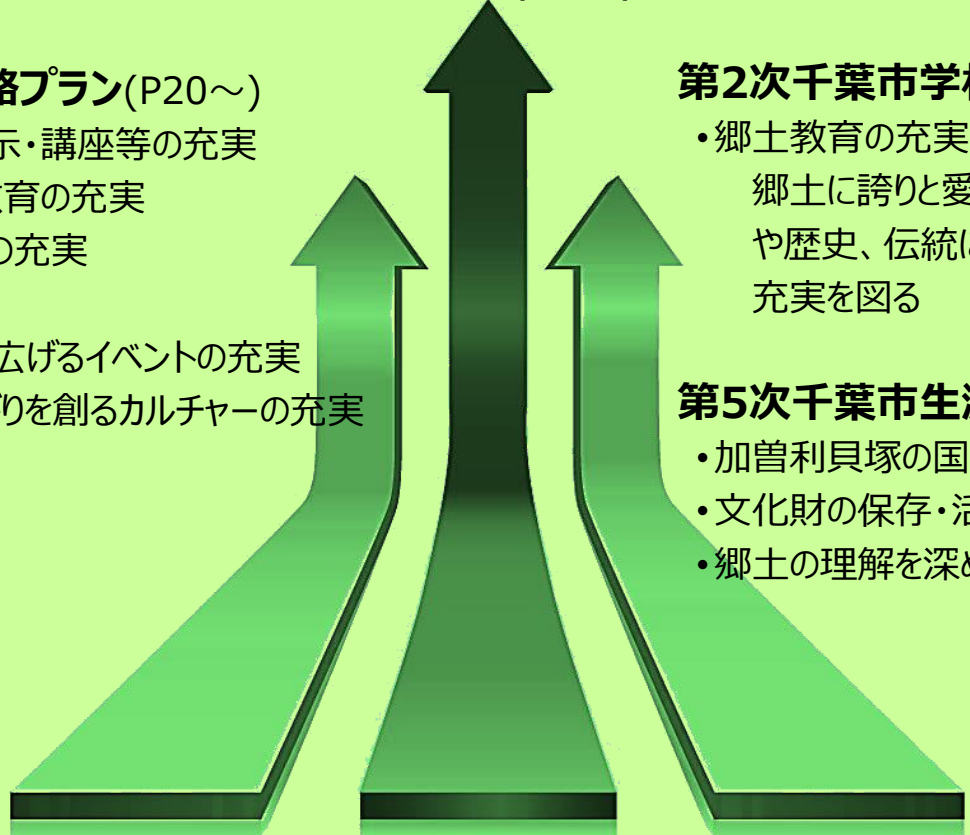 略プラン(P20～)
示・講座等の充実
育の充実
の充実
広げるイベントの充実
りを創るカルチャーの充実
第2次千葉市学校
・郷土教育の充実
郷土に誇りと愛
や歴史、伝統に
充実を図る
第5次千葉市生涯
・加曽利貝塚の国
・文化財の保存・活
・郷土の理解を深め